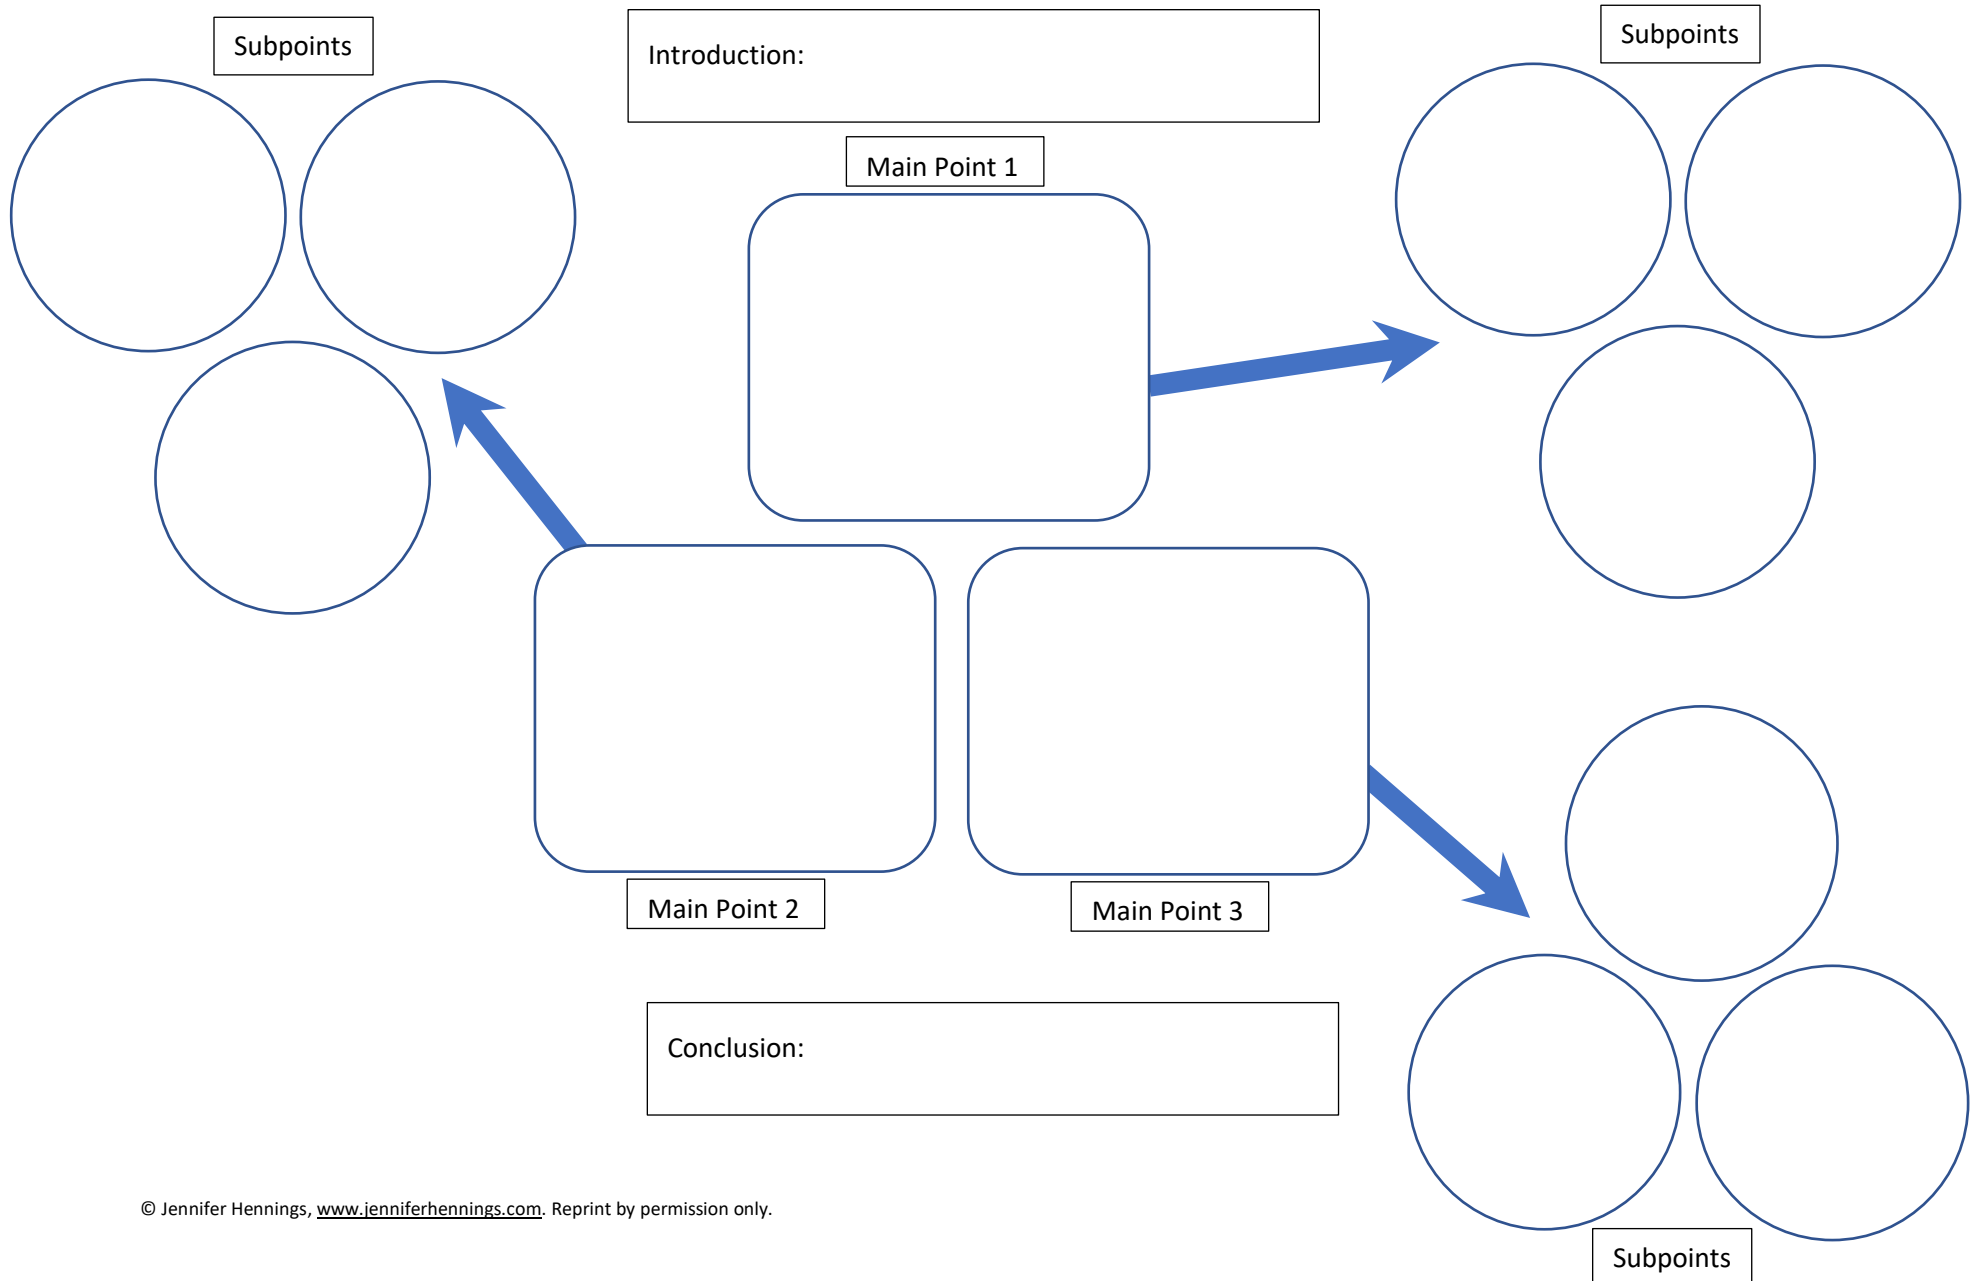 Subpoints
Introduction:
Subpoints
Main Point 1
Main Point 2
Main Point 3
Conclusion:
© Jennifer Hennings, www.jenniferhennings.com. Reprint by permission only.
Subpoints